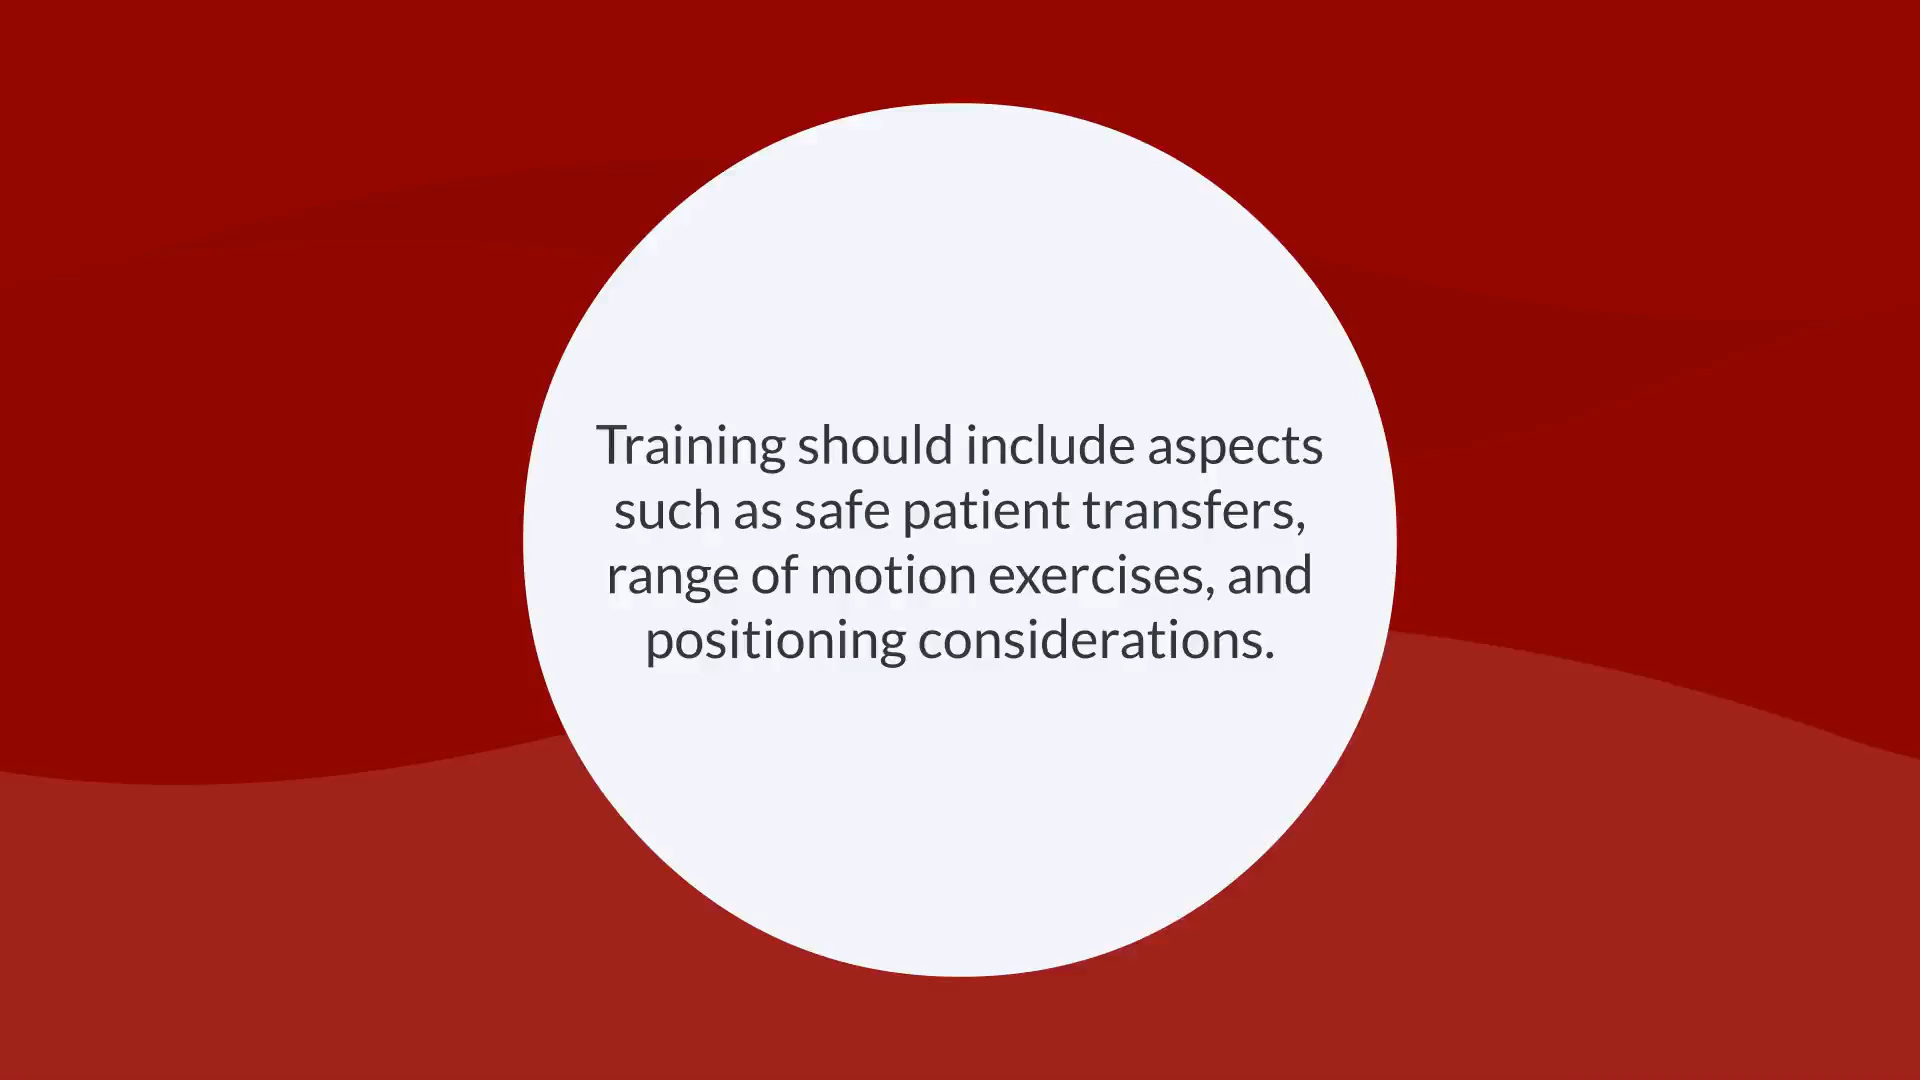 Training should include aspects
such as safe patient transfers,
range of motion exercises, and
positioning considerations.